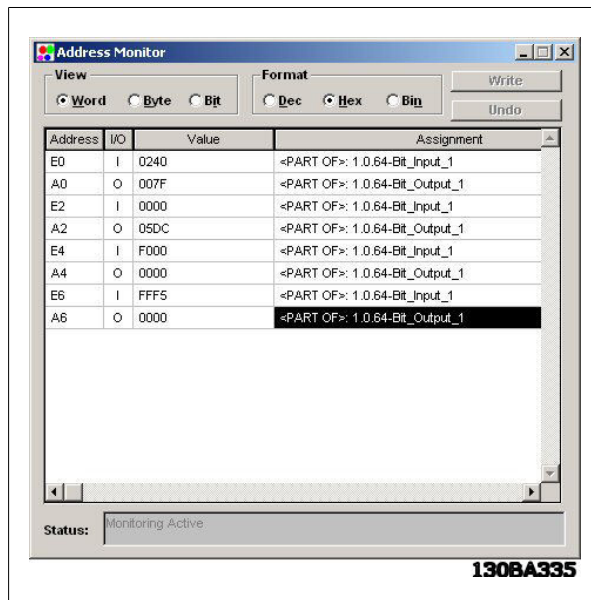 Address Monitor
View Format Write
Word Byte Bit Dec Hex Bin Undo
Address I/O Value Assignment
E0 I 0240 <PART OF>: 1.0.64-Bit_Input_1
A0 O 007F <PART OF>: 1.0.64-Bit_Output_1
E2 I 0000 <PART OF>: 1.0.64-Bit_Input_1
A2 O 05DC <PART OF>: 1.0.64-Bit_Output_1
E4 I F000 <PART OF>: 1.0.64-Bit_Input_1
A4 O 0000 <PART OF>: 1.0.64-Bit_Output_1
E6 I FFF5 <PART OF>: 1.0.64-Bit_Input_1
A6 O 0000 <PART OF>: 1.0.64-Bit_Output_1
Status: Monitoring Active
130BA335